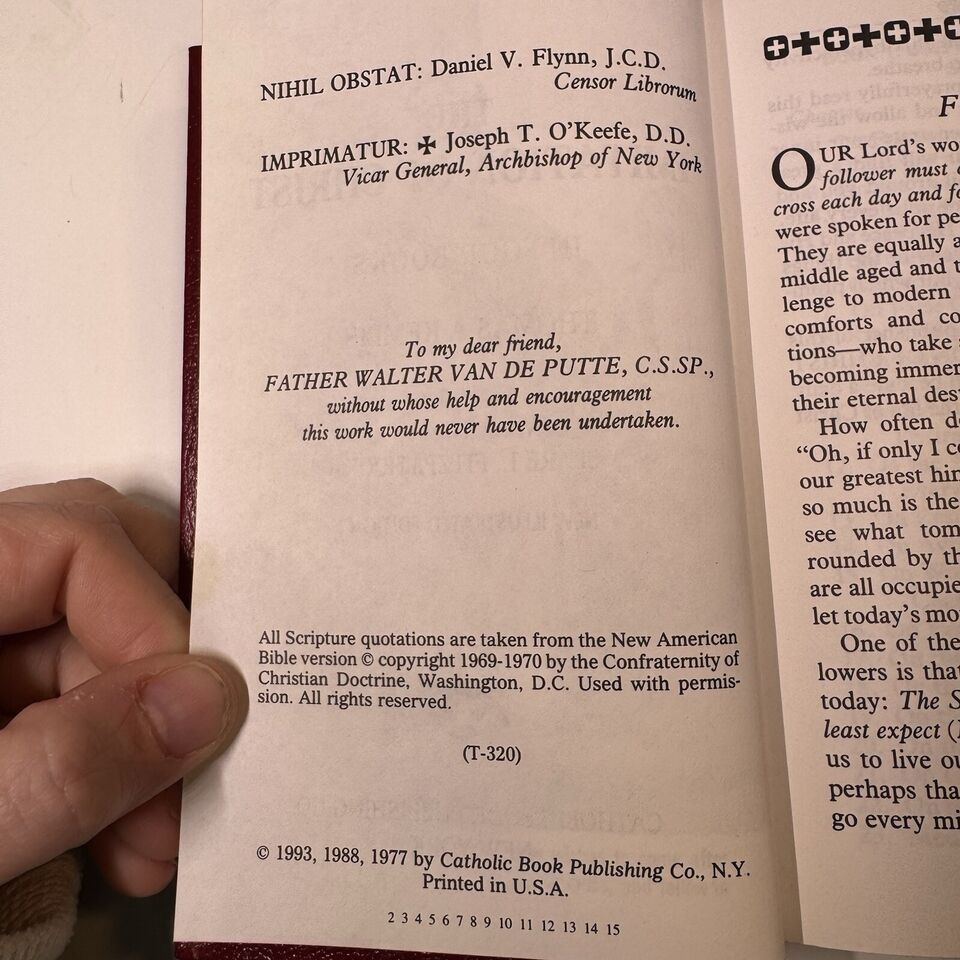 NIHIL OBSTAT: Daniel V. Flynn, J.C.D.
Censor Librorum
IMPRIMATUR: ✠ Joseph T. O'Keefe, D.D.
Vicar General, Archbishop of New York
To my dear friend,
FATHER WALTER VAN DE PUTTE, C.S.SP.,
without whose help and encouragement
this work would never have been undertaken.
All Scripture quotations are taken from the New American
Bible version © copyright 1969-1970 by the Confraternity of
Christian Doctrine, Washington, D.C. Used with permis-
sion. All rights reserved.
(T-320)
© 1993, 1988, 1977 by Catholic Book Publishing Co., N.Y.
Printed in U.S.A.
2 3 4 5 6 7 8 9 10 11 12 13 14 15
F
OUR Lord's wo
follower must
cross each day and fo
were spoken for pe
They are equally a
middle aged and t
lenge to modern
comforts and co
tions—who take
becoming immer
their eternal des
How often d
"Oh, if only I c
our greatest hin
so much is the
see what tom
rounded by th
are all occupie
let today's mo
One of the
lowers is that
today: The S
least expect (
us to live ou
perhaps tha
go every mi